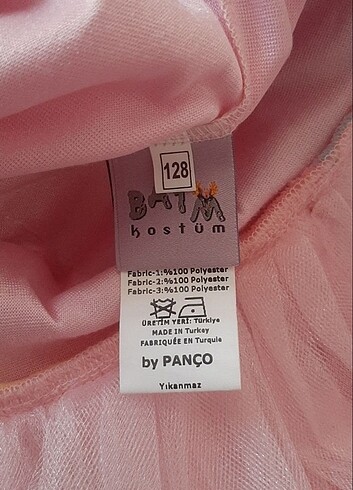 128
BATM
kostüm
Fabric-1:%100 Polyester
Fabric-2:%100 Polyester
Fabric-3:%100 Polyester
ÜRETİM YERİ: Türkiye
MADE IN Turkey
FABRIQUÉE EN Turquie
by PANÇO
Yıkanmaz